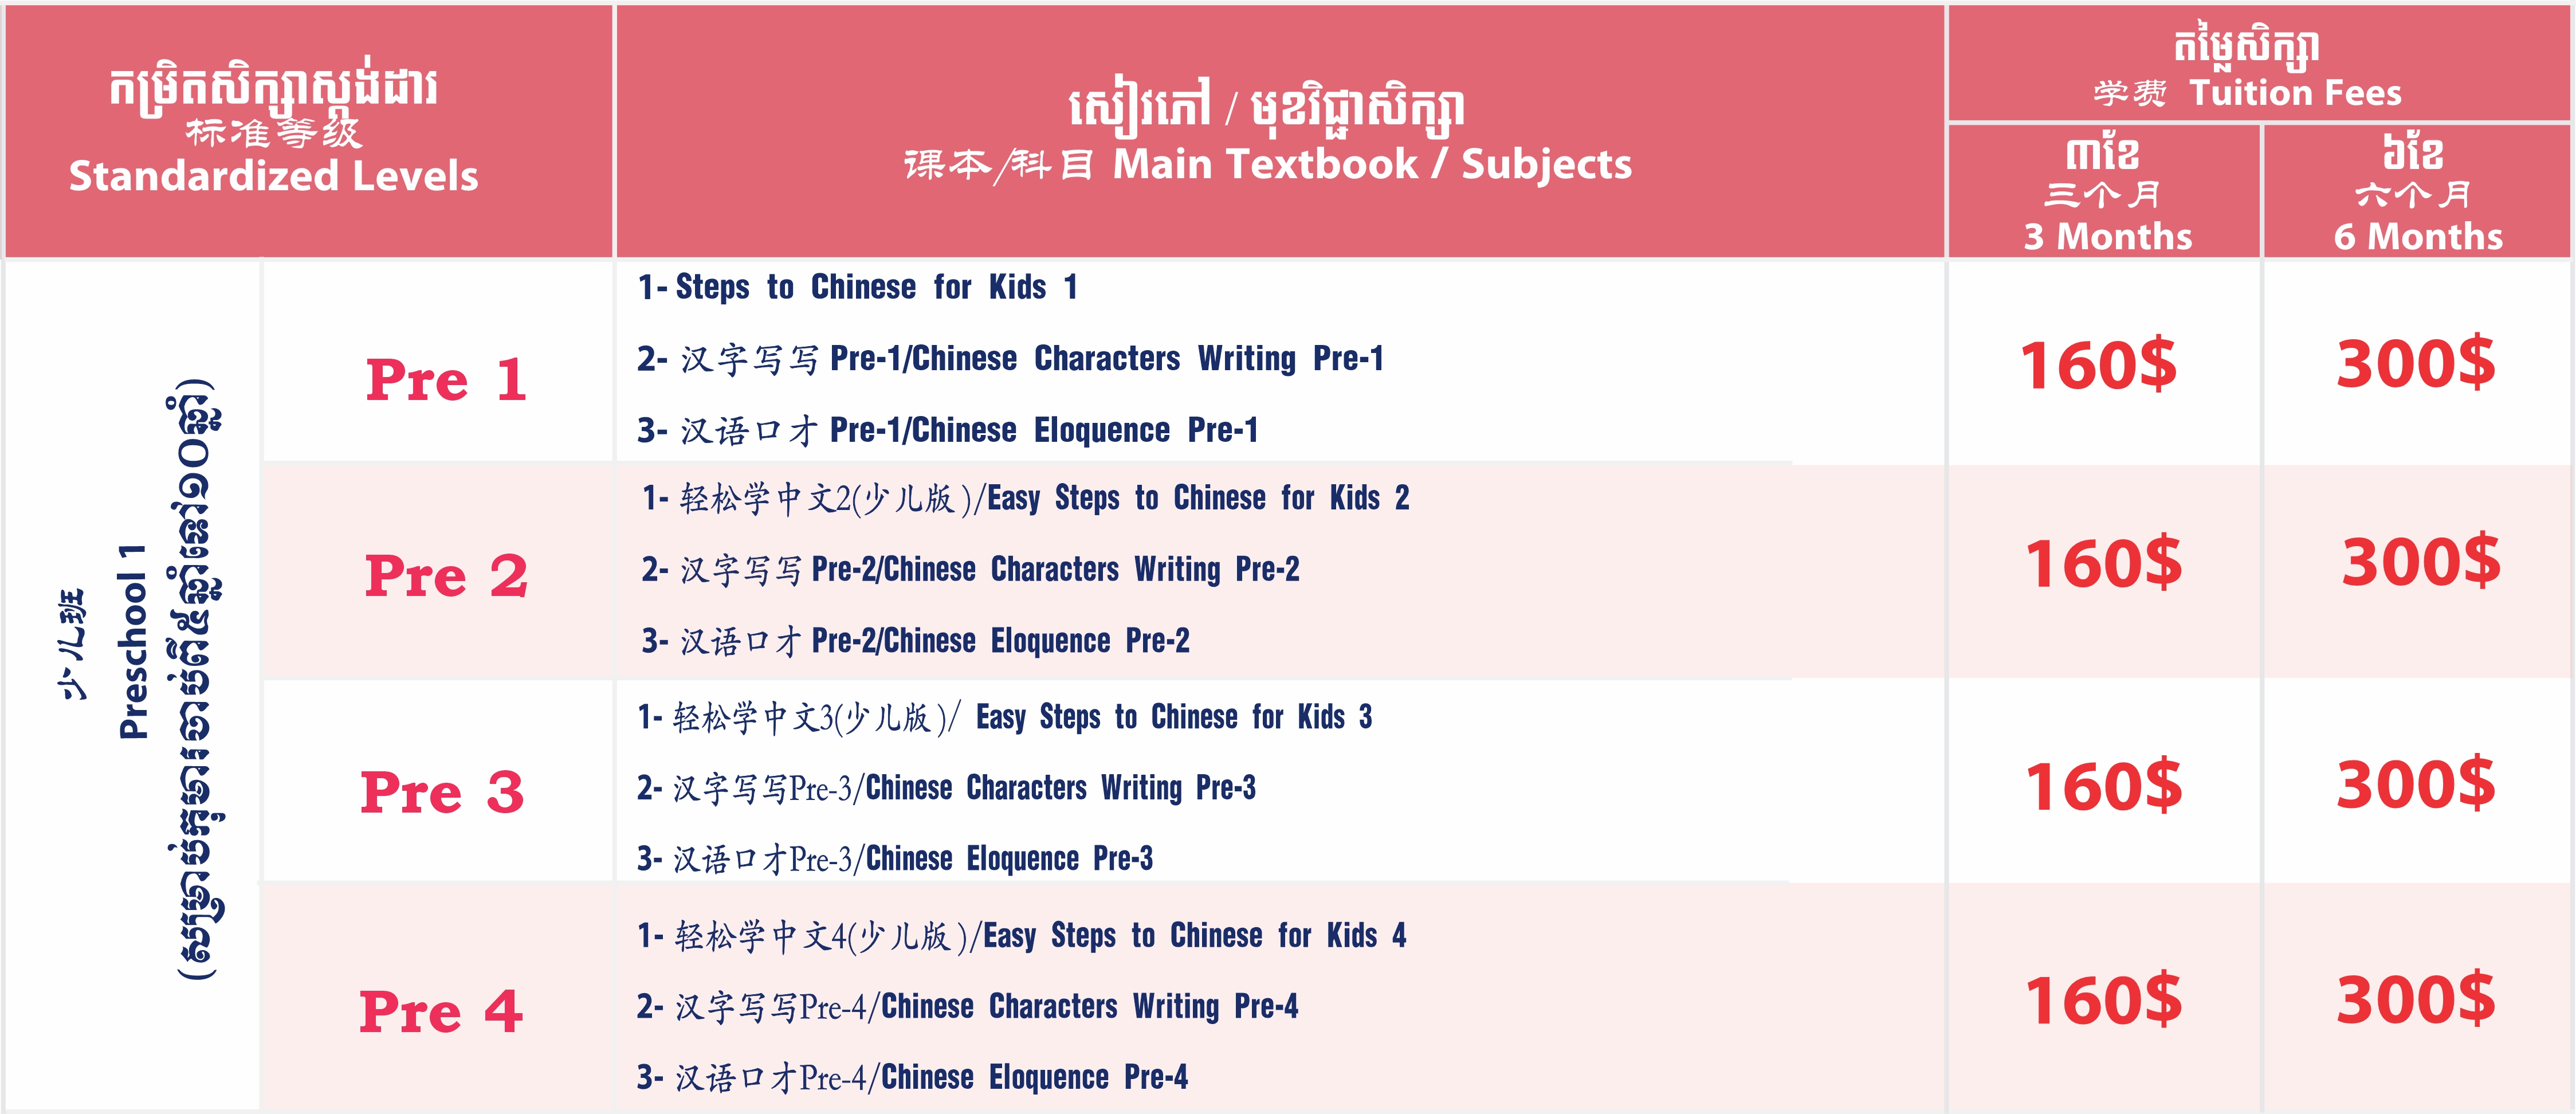 កម្រិតសិក្សាស្តង់ដារ
标准等级
Standardized Levels
សៀវភៅ / មុខវិជ្ជាសិក្សា
课本/科目 Main Textbook / Subjects
តម្លៃសិក្សា
学费 Tuition Fees
៣ខែ
三个月
3 Months
៦ខែ
六个月
6 Months
少儿班
Preschool 1
(សម្រាប់កុមារចាប់ពី៥ឆ្នាំដល់១០ឆ្នាំ)
Pre 1
1- Steps to Chinese for Kids 1
2- 汉字写写 Pre-1/Chinese Characters Writing Pre-1
3- 汉语口才 Pre-1/Chinese Eloquence Pre-1
160$
300$
Pre 2
1- 轻松学中文2(少儿版)/Easy Steps to Chinese for Kids 2
2- 汉字写写 Pre-2/Chinese Characters Writing Pre-2
3- 汉语口才 Pre-2/Chinese Eloquence Pre-2
160$
300$
Pre 3
1- 轻松学中文3(少儿版)/ Easy Steps to Chinese for Kids 3
2- 汉字写写Pre-3/Chinese Characters Writing Pre-3
3- 汉语口才Pre-3/Chinese Eloquence Pre-3
160$
300$
Pre 4
1- 轻松学中文4(少儿版)/Easy Steps to Chinese for Kids 4
2- 汉字写写Pre-4/Chinese Characters Writing Pre-4
3- 汉语口才Pre-4/Chinese Eloquence Pre-4
160$
300$